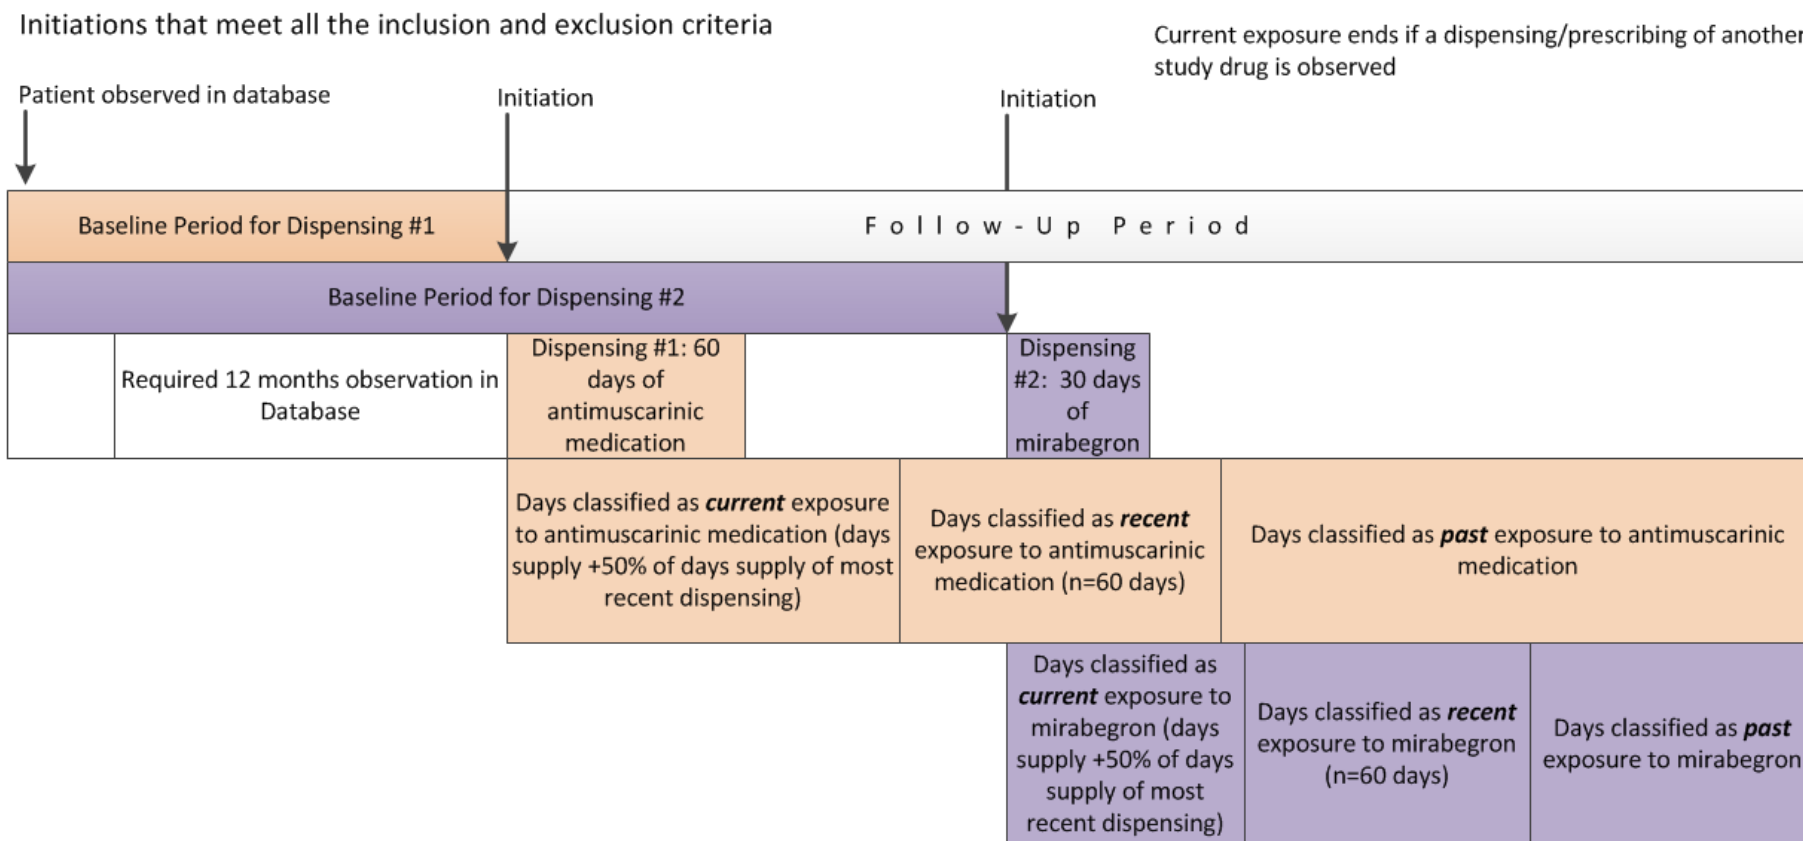 Initiations that meet all the inclusion and exclusion criteria
Current exposure ends if a dispensing/prescribing of another
study drug is observed
Patient observed in database
Initiation
Initiation
Baseline Period for Dispensing #1
Follow-Up Period
Baseline Period for Dispensing #2
Required 12 months observation in
Database
Dispensing #1: 60
days of
antimuscarinic
medication
Dispensing
#2: 30 days
of
mirabegron
Days classified as current exposure
to antimuscarinic medication (days
supply +50% of days supply of most
recent dispensing)
Days classified as recent
exposure to antimuscarinic
medication (n=60 days)
Days classified as past exposure to antimuscarinic
medication
Days classified as
current exposure to
mirabegron (days
supply +50% of days
supply of most
recent dispensing)
Days classified as recent
exposure to mirabegron
(n=60 days)
Days classified as past
exposure to mirabegron